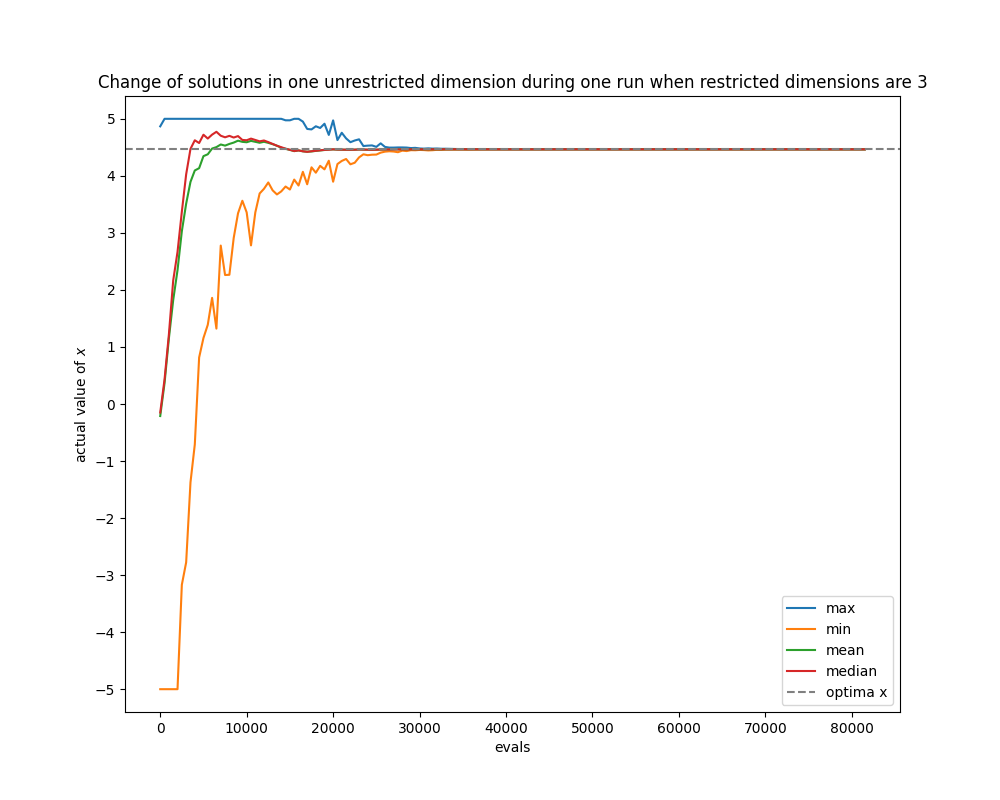 Change of solutions in one unrestricted dimension during one run when restricted dimensions are 3
5
4
3
2
1
0
−1
−2
−3
−4
−5
actual value of x
0 10000 20000 30000 40000 50000 60000 70000 80000
evals
max
min
mean
median
optima x